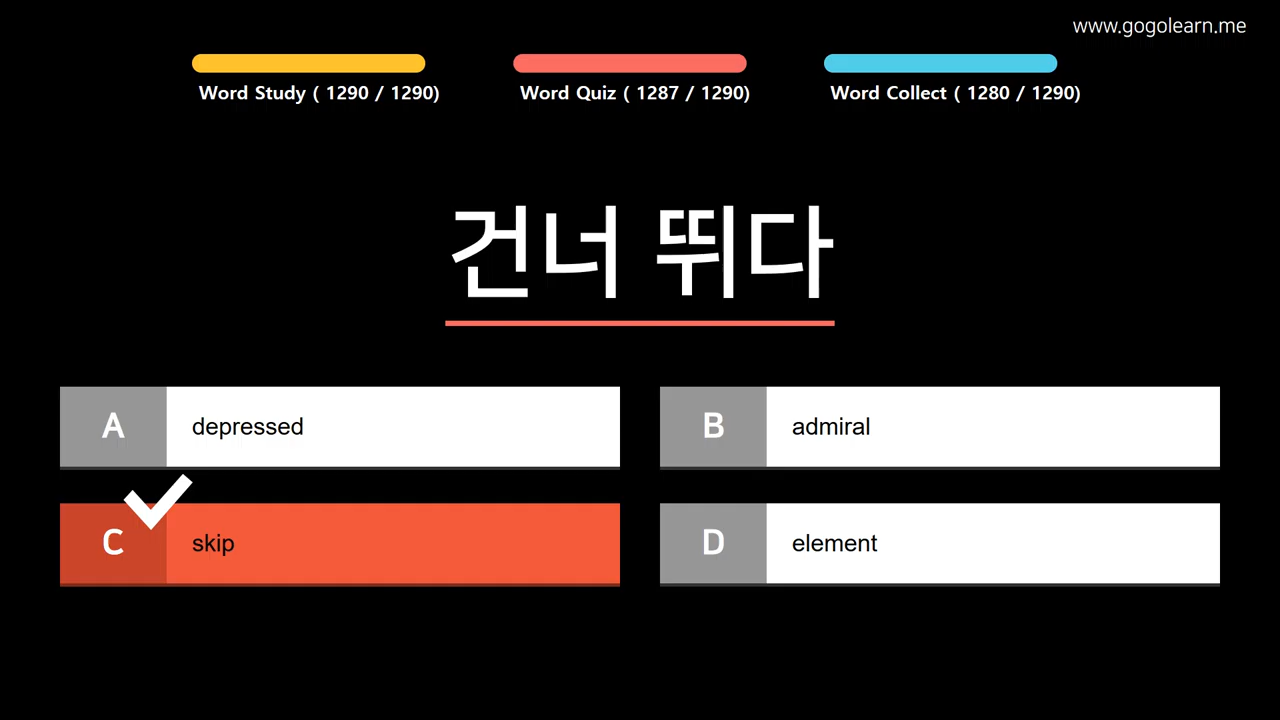 www.gogolearn.me
Word Study ( 1290 / 1290)
Word Quiz ( 1287 / 1290)
Word Collect ( 1280 / 1290)
건너 뛰다
A
depressed
B
admiral
C
skip
D
element